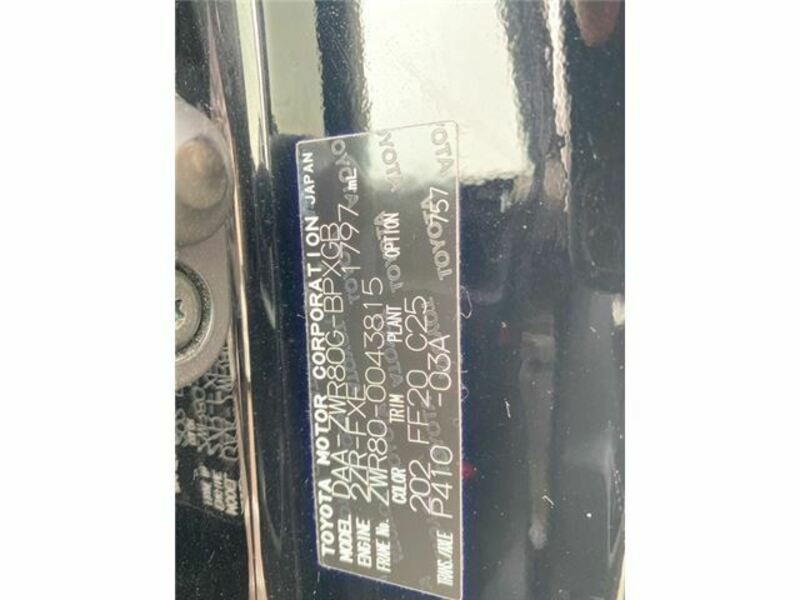 TOYOTA MOTOR CORPORATION JAPAN
MODEL DAA-ZWR80G-BPXGB
ENGINE 2ZR-FXE 1797 mL
FRAME No. ZWR80-0043815
COLOR TRIM PLANT OPTION
202 FF20 C25 757
TRANS./AXLE P410 -03A